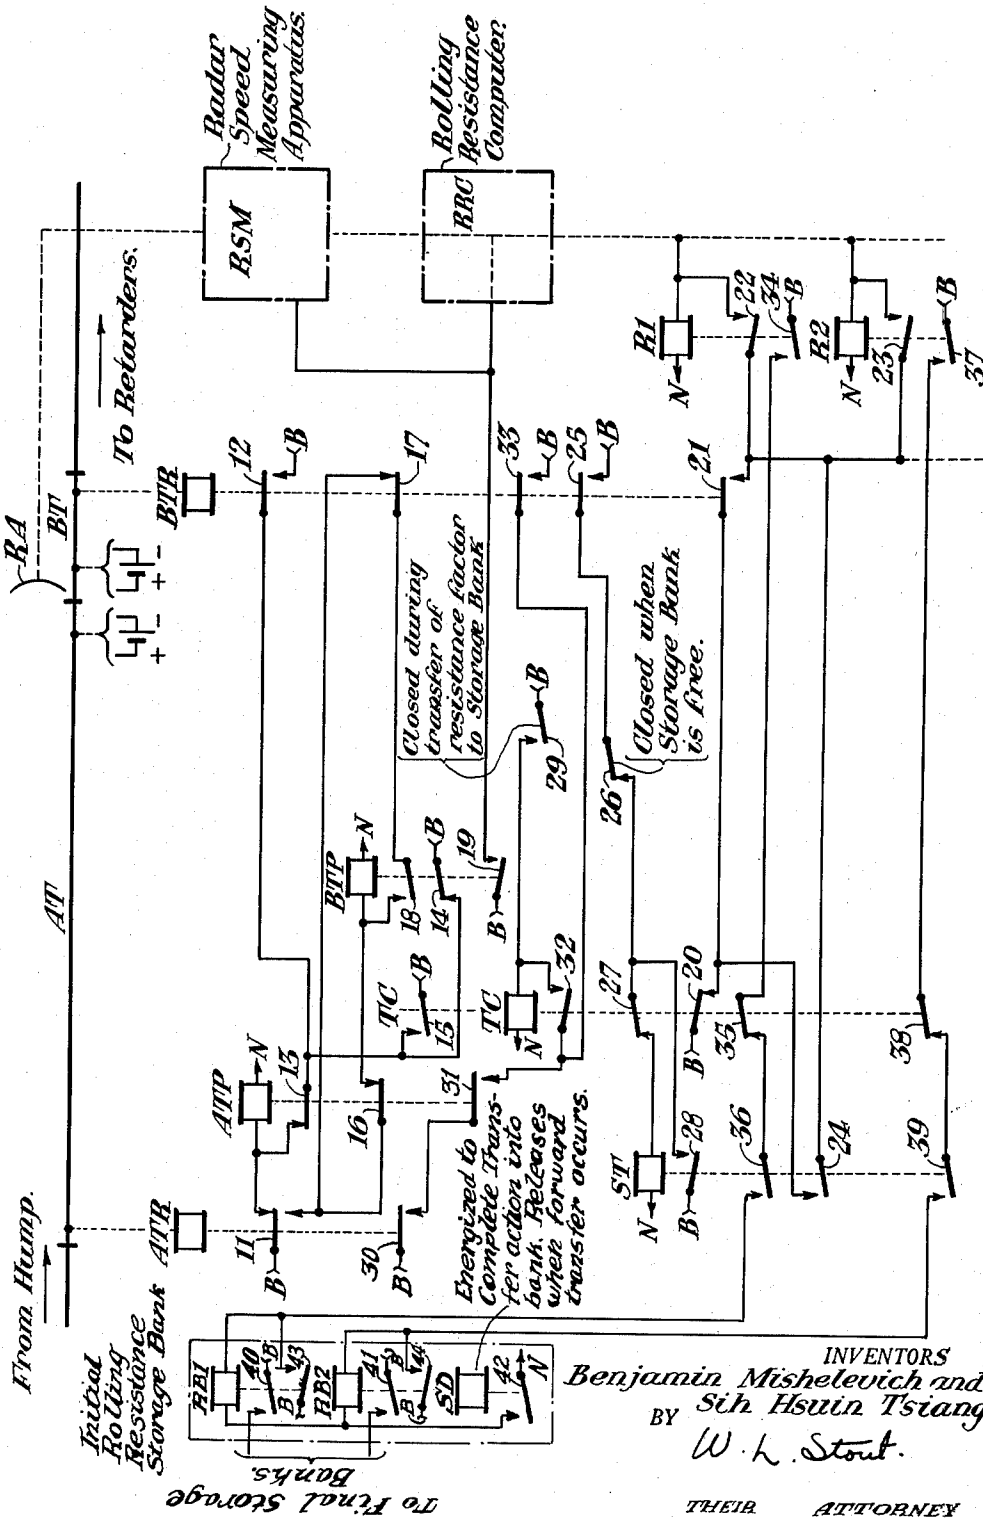 From Hump.
AT
BT
RA
To Retarders.
+ -
+ -
Radar
Speed
Measuring
Apparatus.
RSM
Rolling
Resistance
Computer.
RRC
ATR
ATP
N
BTR
12
B
11
B
13
BTP
N
17
18
14
B
TC
15
B
16
19
B
Closed during
transfer of
resistance factor
to Storage Bank
29
B
33
B
25
B
30
B
31
TC
N
32
26
Closed when
Storage Bank
is free.
27
21
ST
N
28
B
20
B
35
36
24
38
39
R1
N
22
34
B
R2
N
23
37
B
Initial
Rolling
Resistance
Storage Bank
RB1
40
B
43
B
RB2
41
B
44
B
SD
42
N
To Final Storage
Banks.
Energized to
Complete Trans-
fer action into
bank. Releases
when forward
transfer occurs.
INVENTORS
Benjamin Mishelevich and
Sih Hsuin Tsiang
BY
W. L. Stout.
THEIR ATTORNEY